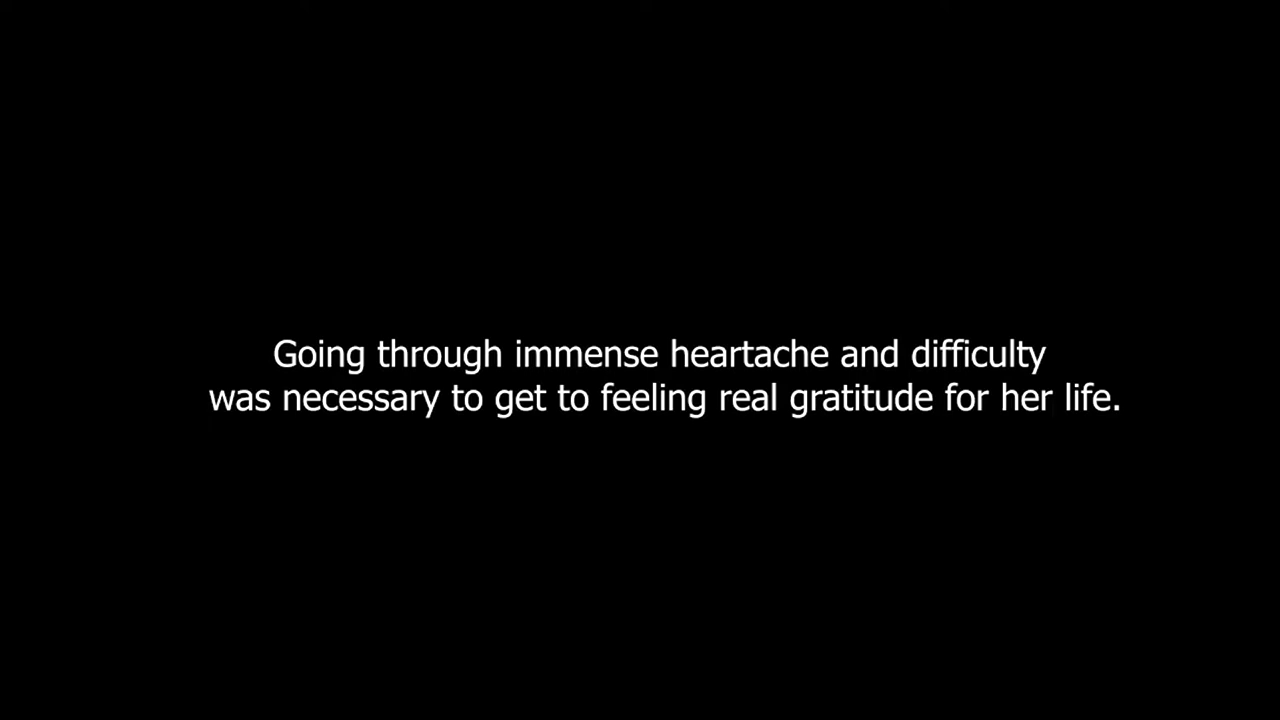 Going through immense heartache and difficulty
was necessary to get to feeling real gratitude for her life.